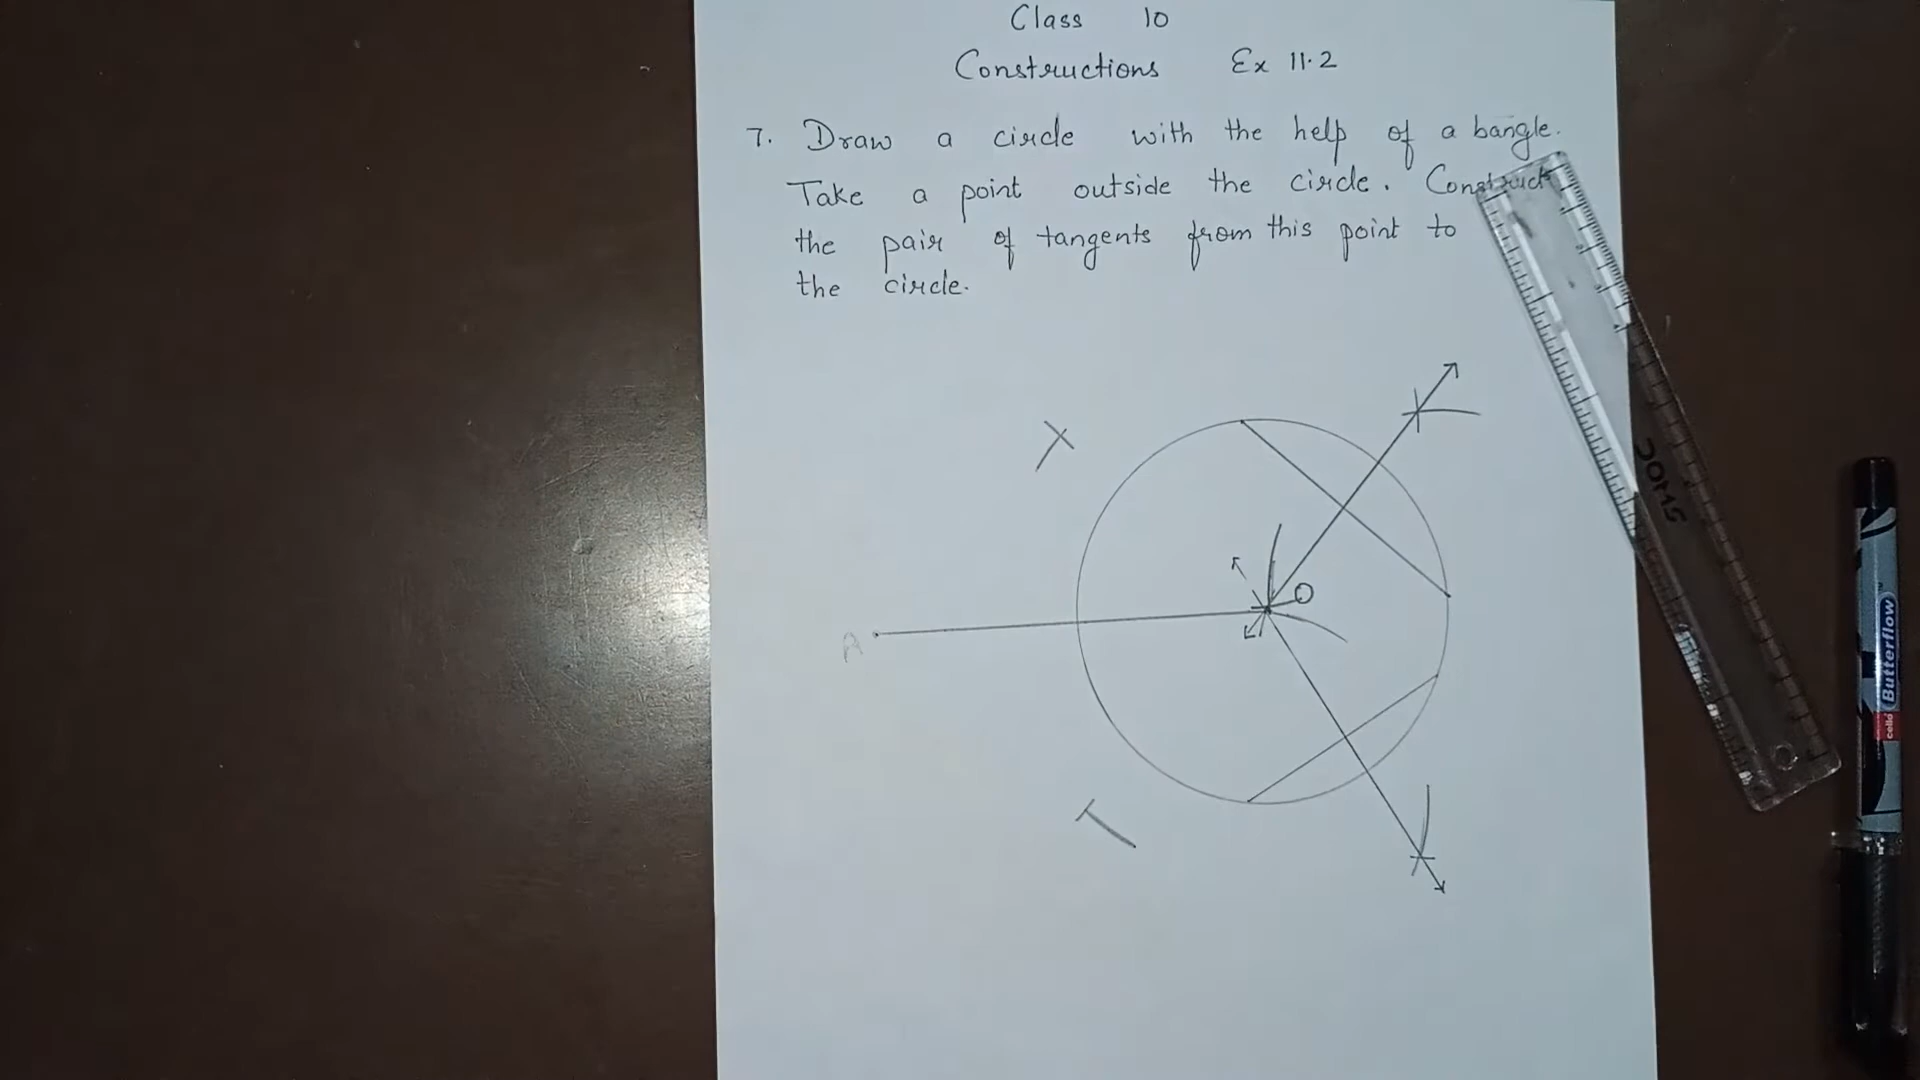 Class 10
Constructions Ex 11.2
7. Draw a circle with the help of a bangle.
Take a point outside the circle. Construct
the pair of tangents from this point to
the circle.
O
A
DOMS
cello Butterflow